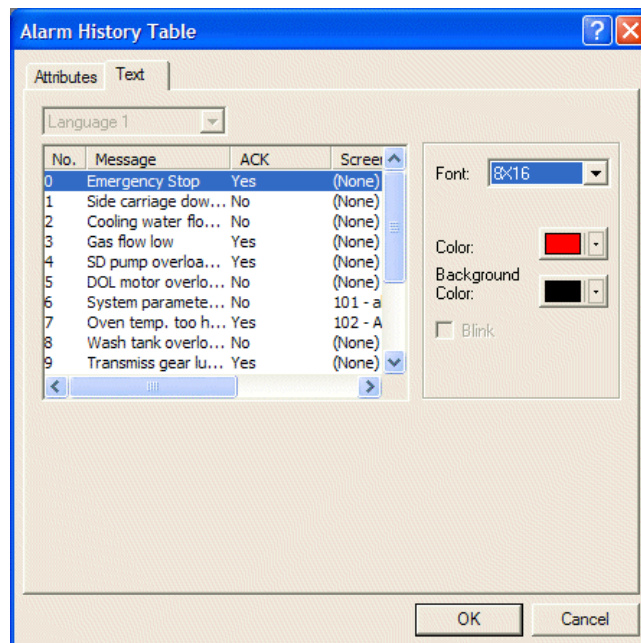 Alarm History Table
Attributes Text
Language 1
No. Message ACK Screen
0 Emergency Stop Yes (None)
1 Side carriage dow... No (None)
2 Cooling water flo... No (None)
3 Gas flow low Yes (None)
4 SD pump overloa... Yes (None)
5 DOL motor overlo... No (None)
6 System paramete... No 101 - a
7 Oven temp. too h... Yes 102 - A
8 Wash tank overlo... No (None)
9 Transmiss gear lu... Yes (None)
Font: 8X16
Color:
Background
Color:
Blink
OK Cancel